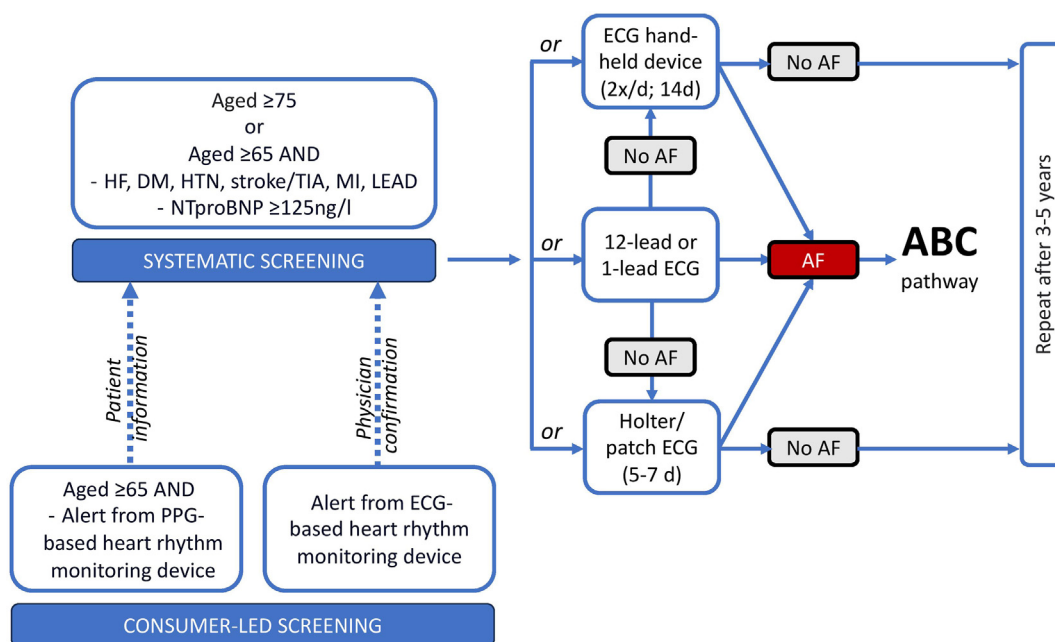 Aged ≥75
or
Aged ≥65 AND
- HF, DM, HTN, stroke/TIA, MI, LEAD
- NTproBNP ≥125ng/l
SYSTEMATIC SCREENING
Patient
information
Physician
confirmation
Aged ≥65 AND
- Alert from PPG-
based heart rhythm
monitoring device
Alert from ECG-
based heart rhythm
monitoring device
CONSUMER-LED SCREENING
or
ECG hand-
held device
(2x/d; 14d)
No AF
No AF
or
12-lead or
1-lead ECG
AF
ABC
pathway
No AF
or
Holter/
patch ECG
(5-7 d)
No AF
Repeat after 3-5 years